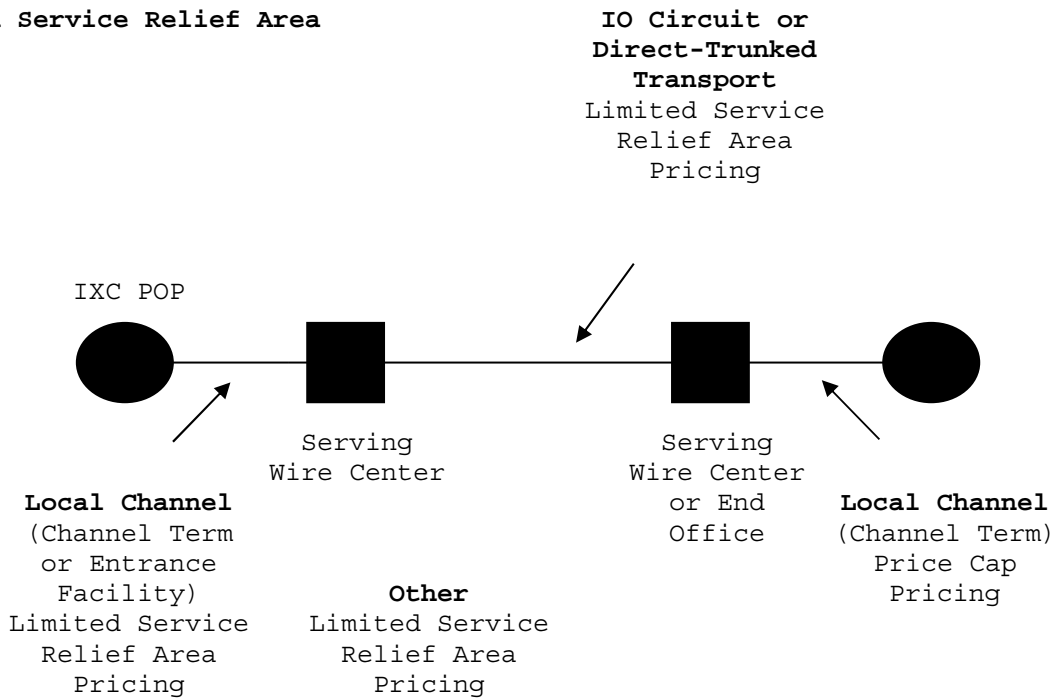 Service Relief Area
IO Circuit or
Direct-Trunked
Transport
Limited Service
Relief Area
Pricing
IXC POP
Serving
Wire Center
Serving
Wire Center
or End
Office
Local Channel
(Channel Term
or Entrance
Facility)
Limited Service
Relief Area
Pricing
Other
Limited Service
Relief Area
Pricing
Local Channel
(Channel Term)
Price Cap
Pricing